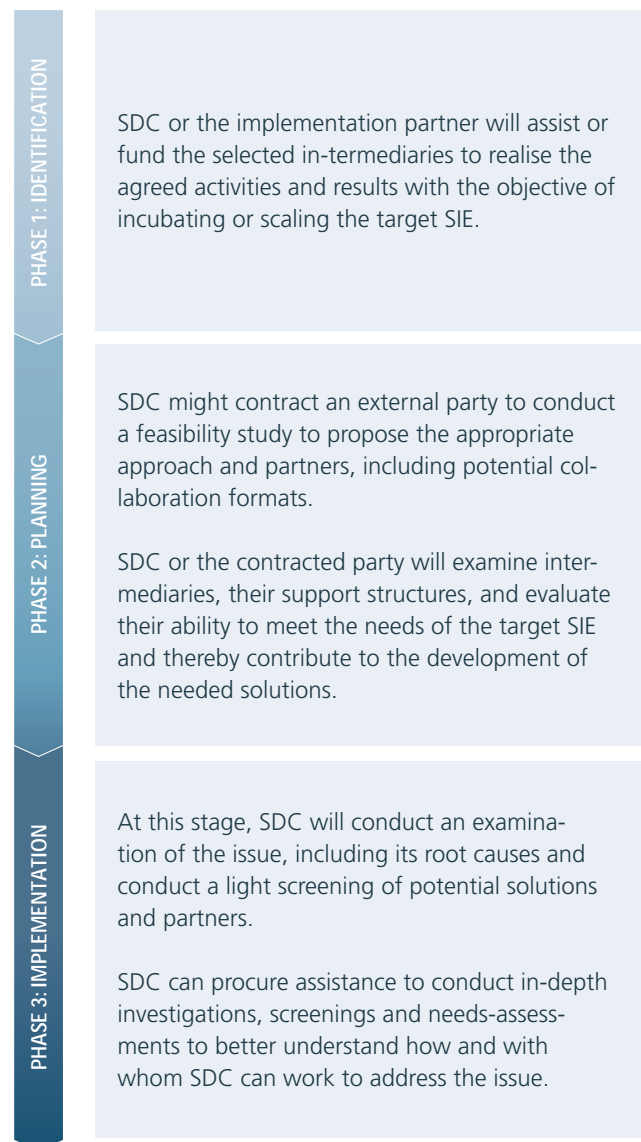 PHASE 1: IDENTIFICATION
SDC or the implementation partner will assist or
fund the selected in-termediaries to realise the
agreed activities and results with the objective of
incubating or scaling the target SIE.
PHASE 2: PLANNING
SDC might contract an external party to conduct
a feasibility study to propose the appropriate
approach and partners, including potential col-
laboration formats.
SDC or the contracted party will examine inter-
mediaries, their support structures, and evaluate
their ability to meet the needs of the target SIE
and thereby contribute to the development of
the needed solutions.
PHASE 3: IMPLEMENTATION
At this stage, SDC will conduct an examina-
tion of the issue, including its root causes and
conduct a light screening of potential solutions
and partners.
SDC can procure assistance to conduct in-depth
investigations, screenings and needs-assess-
ments to better understand how and with
whom SDC can work to address the issue.